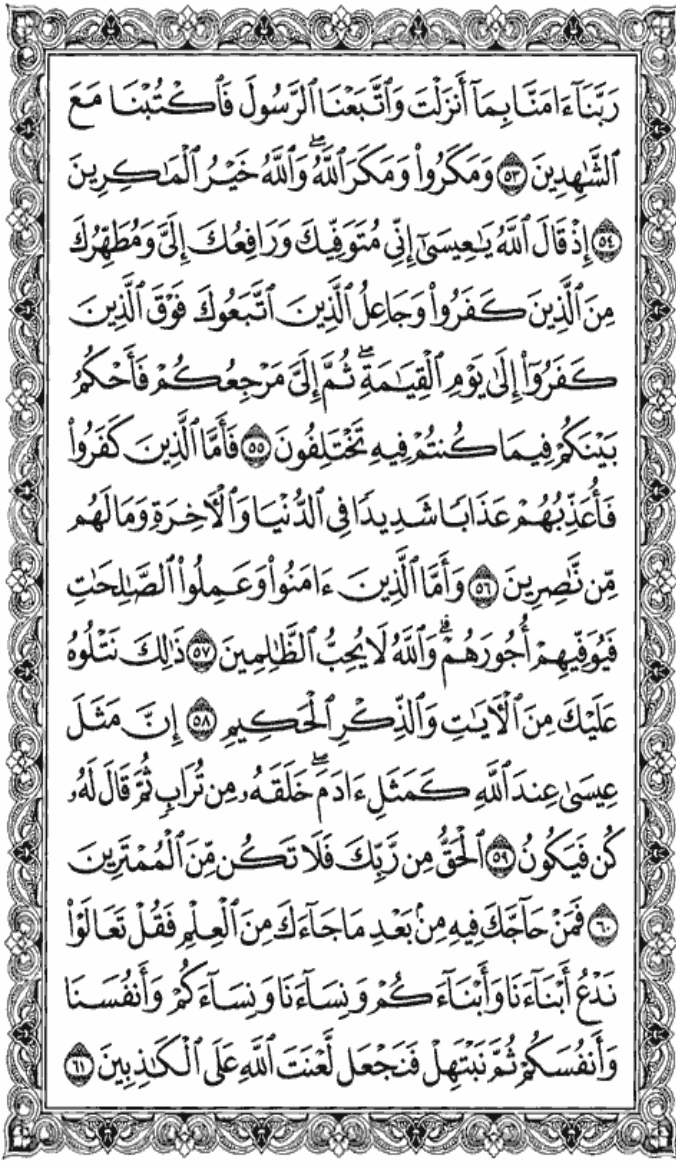 رَبَّنَآ ءَامَنَّا بِمَآ أَنزَلْتَ وَٱتَّبَعْنَا ٱلرَّسُولَ فَٱكْتُبْنَا مَعَ
ٱلشَّٰهِدِينَ ٥٣ وَمَكَرُوا۟ وَمَكَرَ ٱللَّهُ ۖ وَٱللَّهُ خَيْرُ ٱلْمَٰكِرِينَ
٥٤ إِذْ قَالَ ٱللَّهُ يَٰعِيسَىٰٓ إِنِّى مُتَوَفِّيكَ وَرَافِعُكَ إِلَىَّ وَمُطَهِّرُكَ
مِنَ ٱلَّذِينَ كَفَرُوا۟ وَجَاعِلُ ٱلَّذِينَ ٱتَّبَعُوكَ فَوْقَ ٱلَّذِينَ
كَفَرُوٓا۟ إِلَىٰ يَوْمِ ٱلْقِيَٰمَةِ ۖ ثُمَّ إِلَىَّ مَرْجِعُكُمْ فَأَحْكُمُ
بَيْنَكُمْ فِيمَا كُنتُمْ فِيهِ تَخْتَلِفُونَ ٥٥ فَأَمَّا ٱلَّذِينَ كَفَرُوا۟
فَأُعَذِّبُهُمْ عَذَابًا شَدِيدًا فِى ٱلدُّنْيَا وَٱلْءَاخِرَةِ وَمَا لَهُم
مِّن نَّٰصِرِينَ ٥٦ وَأَمَّا ٱلَّذِينَ ءَامَنُوا۟ وَعَمِلُوا۟ ٱلصَّٰلِحَٰتِ
فَيُوَفِّيهِمْ أُجُورَهُمْ ۗ وَٱللَّهُ لَا يُحِبُّ ٱلظَّٰلِمِينَ ٥٧ ذَٰلِكَ نَتْلُوهُ
عَلَيْكَ مِنَ ٱلْءَايَٰتِ وَٱلذِّكْرِ ٱلْحَكِيمِ ٥٨ إِنَّ مَثَلَ
عِيسَىٰ عِندَ ٱللَّهِ كَمَثَلِ ءَادَمَ ۖ خَلَقَهُۥ مِن تُرَابٍ ثُمَّ قَالَ لَهُۥ
كُن فَيَكُونُ ٥٩ ٱلْحَقُّ مِن رَّبِّكَ فَلَا تَكُن مِّنَ ٱلْمُمْتَرِينَ
٦٠ فَمَنْ حَآجَّكَ فِيهِ مِنۢ بَعْدِ مَا جَآءَكَ مِنَ ٱلْعِلْمِ فَقُلْ تَعَالَوْا۟
نَدْعُ أَبْنَآءَنَا وَأَبْنَآءَكُمْ وَنِسَآءَنَا وَنِسَآءَكُمْ وَأَنفُسَنَا
وَأَنفُسَكُمْ ثُمَّ نَبْتَهِلْ فَنَجْعَل لَّعْنَتَ ٱللَّهِ عَلَى ٱلْكَٰذِبِينَ ٦١